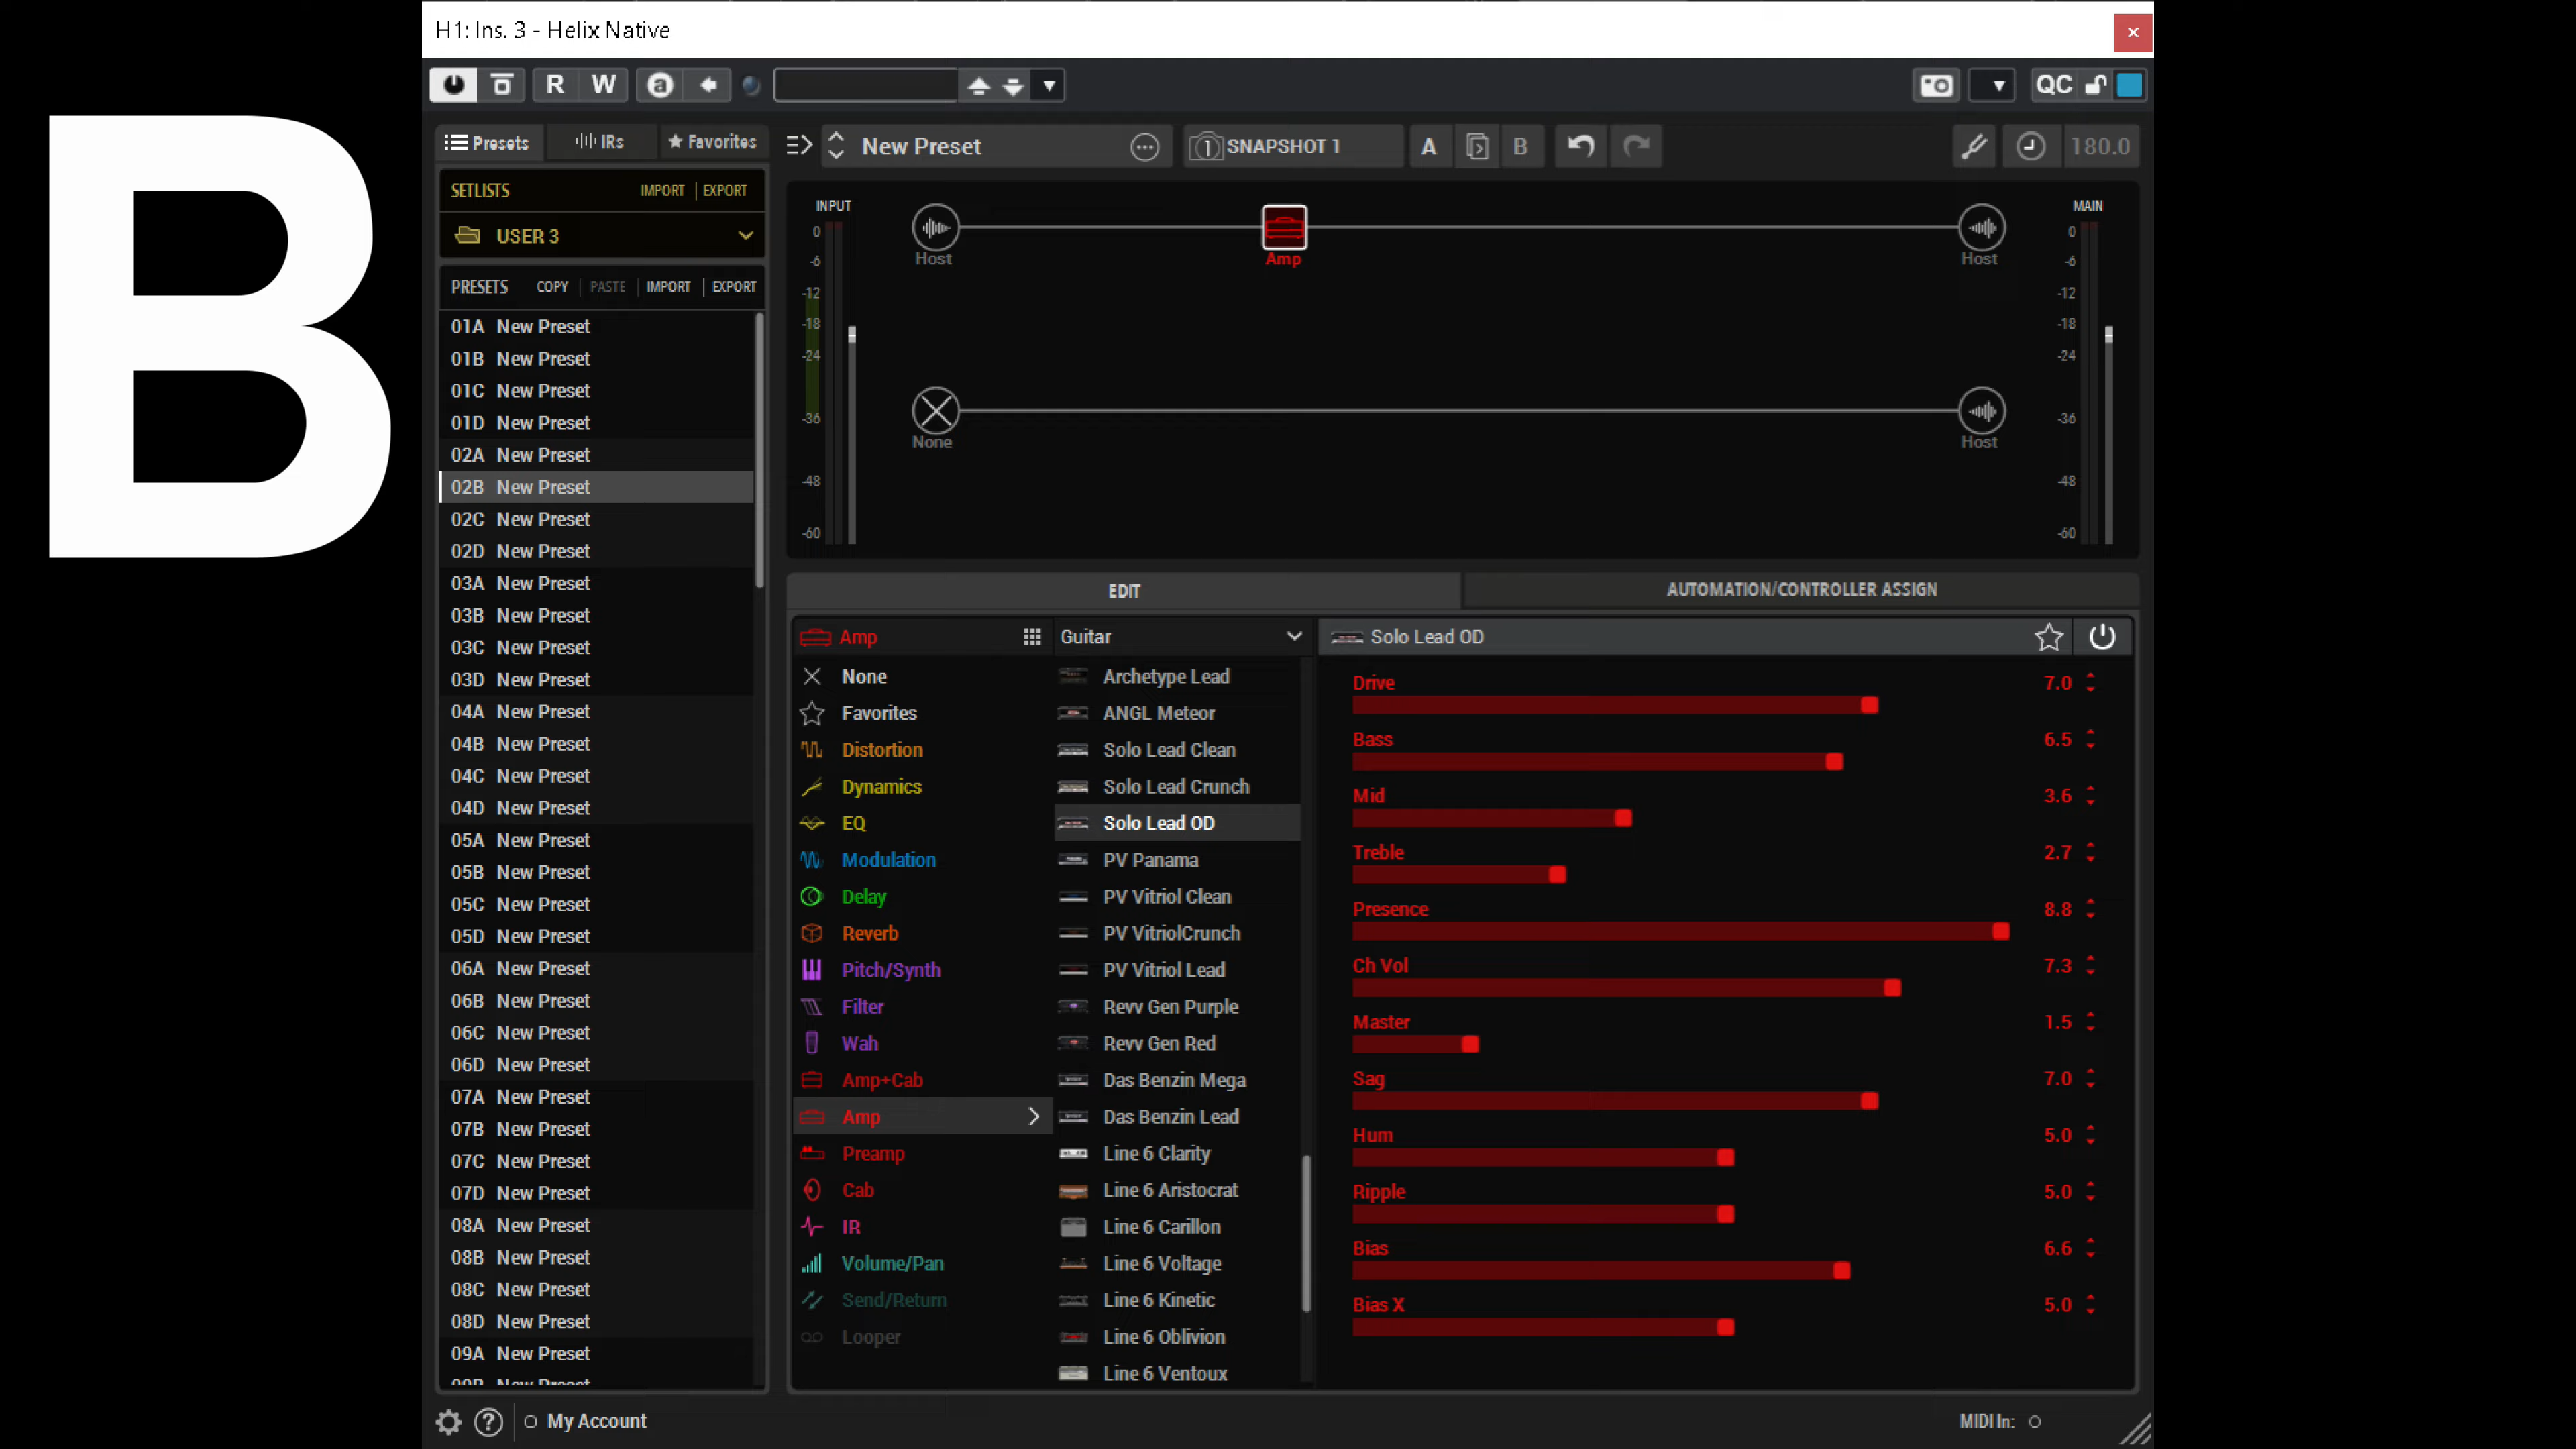 B
H1: Ins. 3 - Helix Native
R W a QC
Presets IRs Favorites
New Preset
1 SNAPSHOT 1 A B
180.0
SETLISTS IMPORT | EXPORT
USER 3
PRESETS COPY | PASTE | IMPORT | EXPORT
01A New Preset
01B New Preset
01C New Preset
01D New Preset
02A New Preset
02B New Preset
02C New Preset
02D New Preset
03A New Preset
03B New Preset
03C New Preset
03D New Preset
04A New Preset
04B New Preset
04C New Preset
04D New Preset
05A New Preset
05B New Preset
05C New Preset
05D New Preset
06A New Preset
06B New Preset
06C New Preset
06D New Preset
07A New Preset
07B New Preset
07C New Preset
07D New Preset
08A New Preset
08B New Preset
08C New Preset
08D New Preset
09A New Preset
INPUT
0
-6
-12
-18
-24
-36
-48
-60
Host
Amp
Host
None
Host
MAIN
0
-6
-12
-18
-24
-36
-48
-60
EDIT
AUTOMATION/CONTROLLER ASSIGN
Amp
None
Favorites
Distortion
Dynamics
EQ
Modulation
Delay
Reverb
Pitch/Synth
Filter
Wah
Amp+Cab
Amp
Preamp
Cab
IR
Volume/Pan
Send/Return
Looper
Guitar
Archetype Lead
ANGL Meteor
Solo Lead Clean
Solo Lead Crunch
Solo Lead OD
PV Panama
PV Vitriol Clean
PV VitriolCrunch
PV Vitriol Lead
Revv Gen Purple
Revv Gen Red
Das Benzin Mega
Das Benzin Lead
Line 6 Clarity
Line 6 Aristocrat
Line 6 Carillon
Line 6 Voltage
Line 6 Kinetic
Line 6 Oblivion
Line 6 Ventoux
Solo Lead OD
Drive 7.0
Bass 6.5
Mid 3.6
Treble 2.7
Presence 8.8
Ch Vol 7.3
Master 1.5
Sag 7.0
Hum 5.0
Ripple 5.0
Bias 6.6
Bias X 5.0
? My Account
MIDI In: